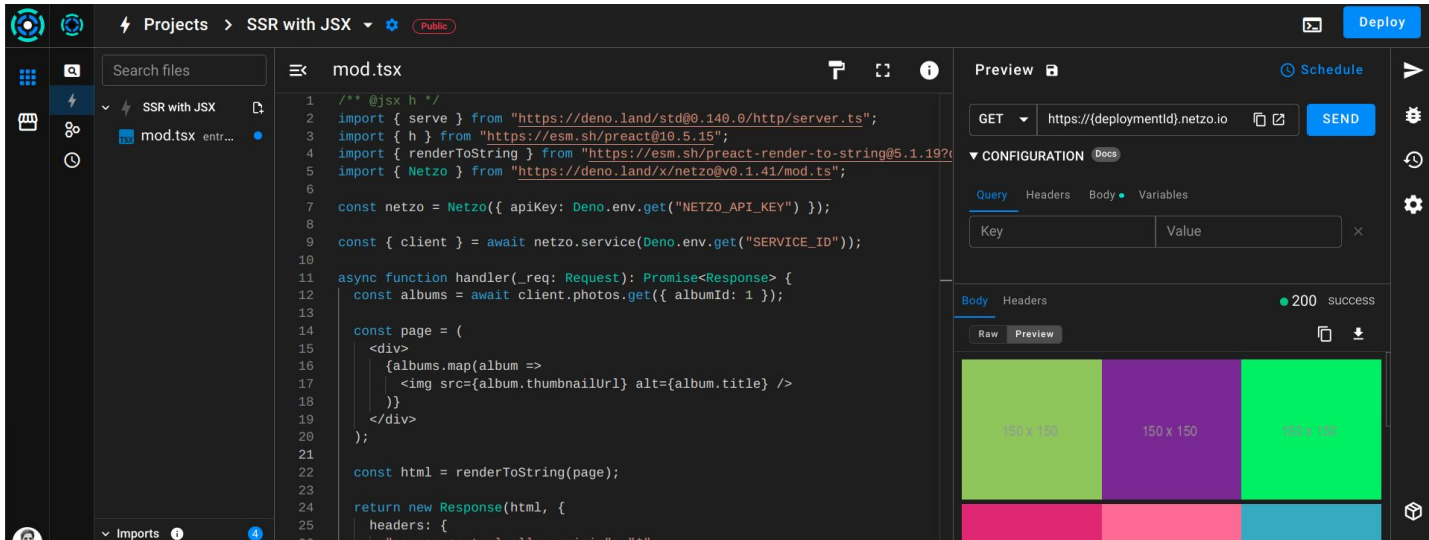 Projects > SSR with JSX
Public
Deploy
Search files
SSR with JSX
mod.tsx entr...
Imports
4
mod.tsx
1 /** @jsx h */
2 import { serve } from "https://deno.land/std@0.140.0/http/server.ts";
3 import { h } from "https://esm.sh/preact@10.5.15";
4 import { renderToString } from "https://esm.sh/preact-render-to-string@5.1.19?
5 import { Netzo } from "https://deno.land/x/netzo@v0.1.41/mod.ts";
6
7 const netzo = Netzo({ apiKey: Deno.env.get("NETZO_API_KEY") });
8
9 const { client } = await netzo.service(Deno.env.get("SERVICE_ID"));
10
11 async function handler(_req: Request): Promise<Response> {
12 const albums = await client.photos.get({ albumId: 1 });
13
14 const page = (
15 <div>
16 {albums.map(album =>
17 <img src={album.thumbnailUrl} alt={album.title} />
18 )}
19 </div>
20 );
21
22 const html = renderToString(page);
23
24 return new Response(html, {
25 headers: {
Preview
Schedule
GET
https://{deploymentId}.netzo.io
SEND
▼ CONFIGURATION Docs
Query Headers Body Variables
Key Value
Body Headers
200 success
Raw Preview
150 x 150
150 x 150
150 x 150